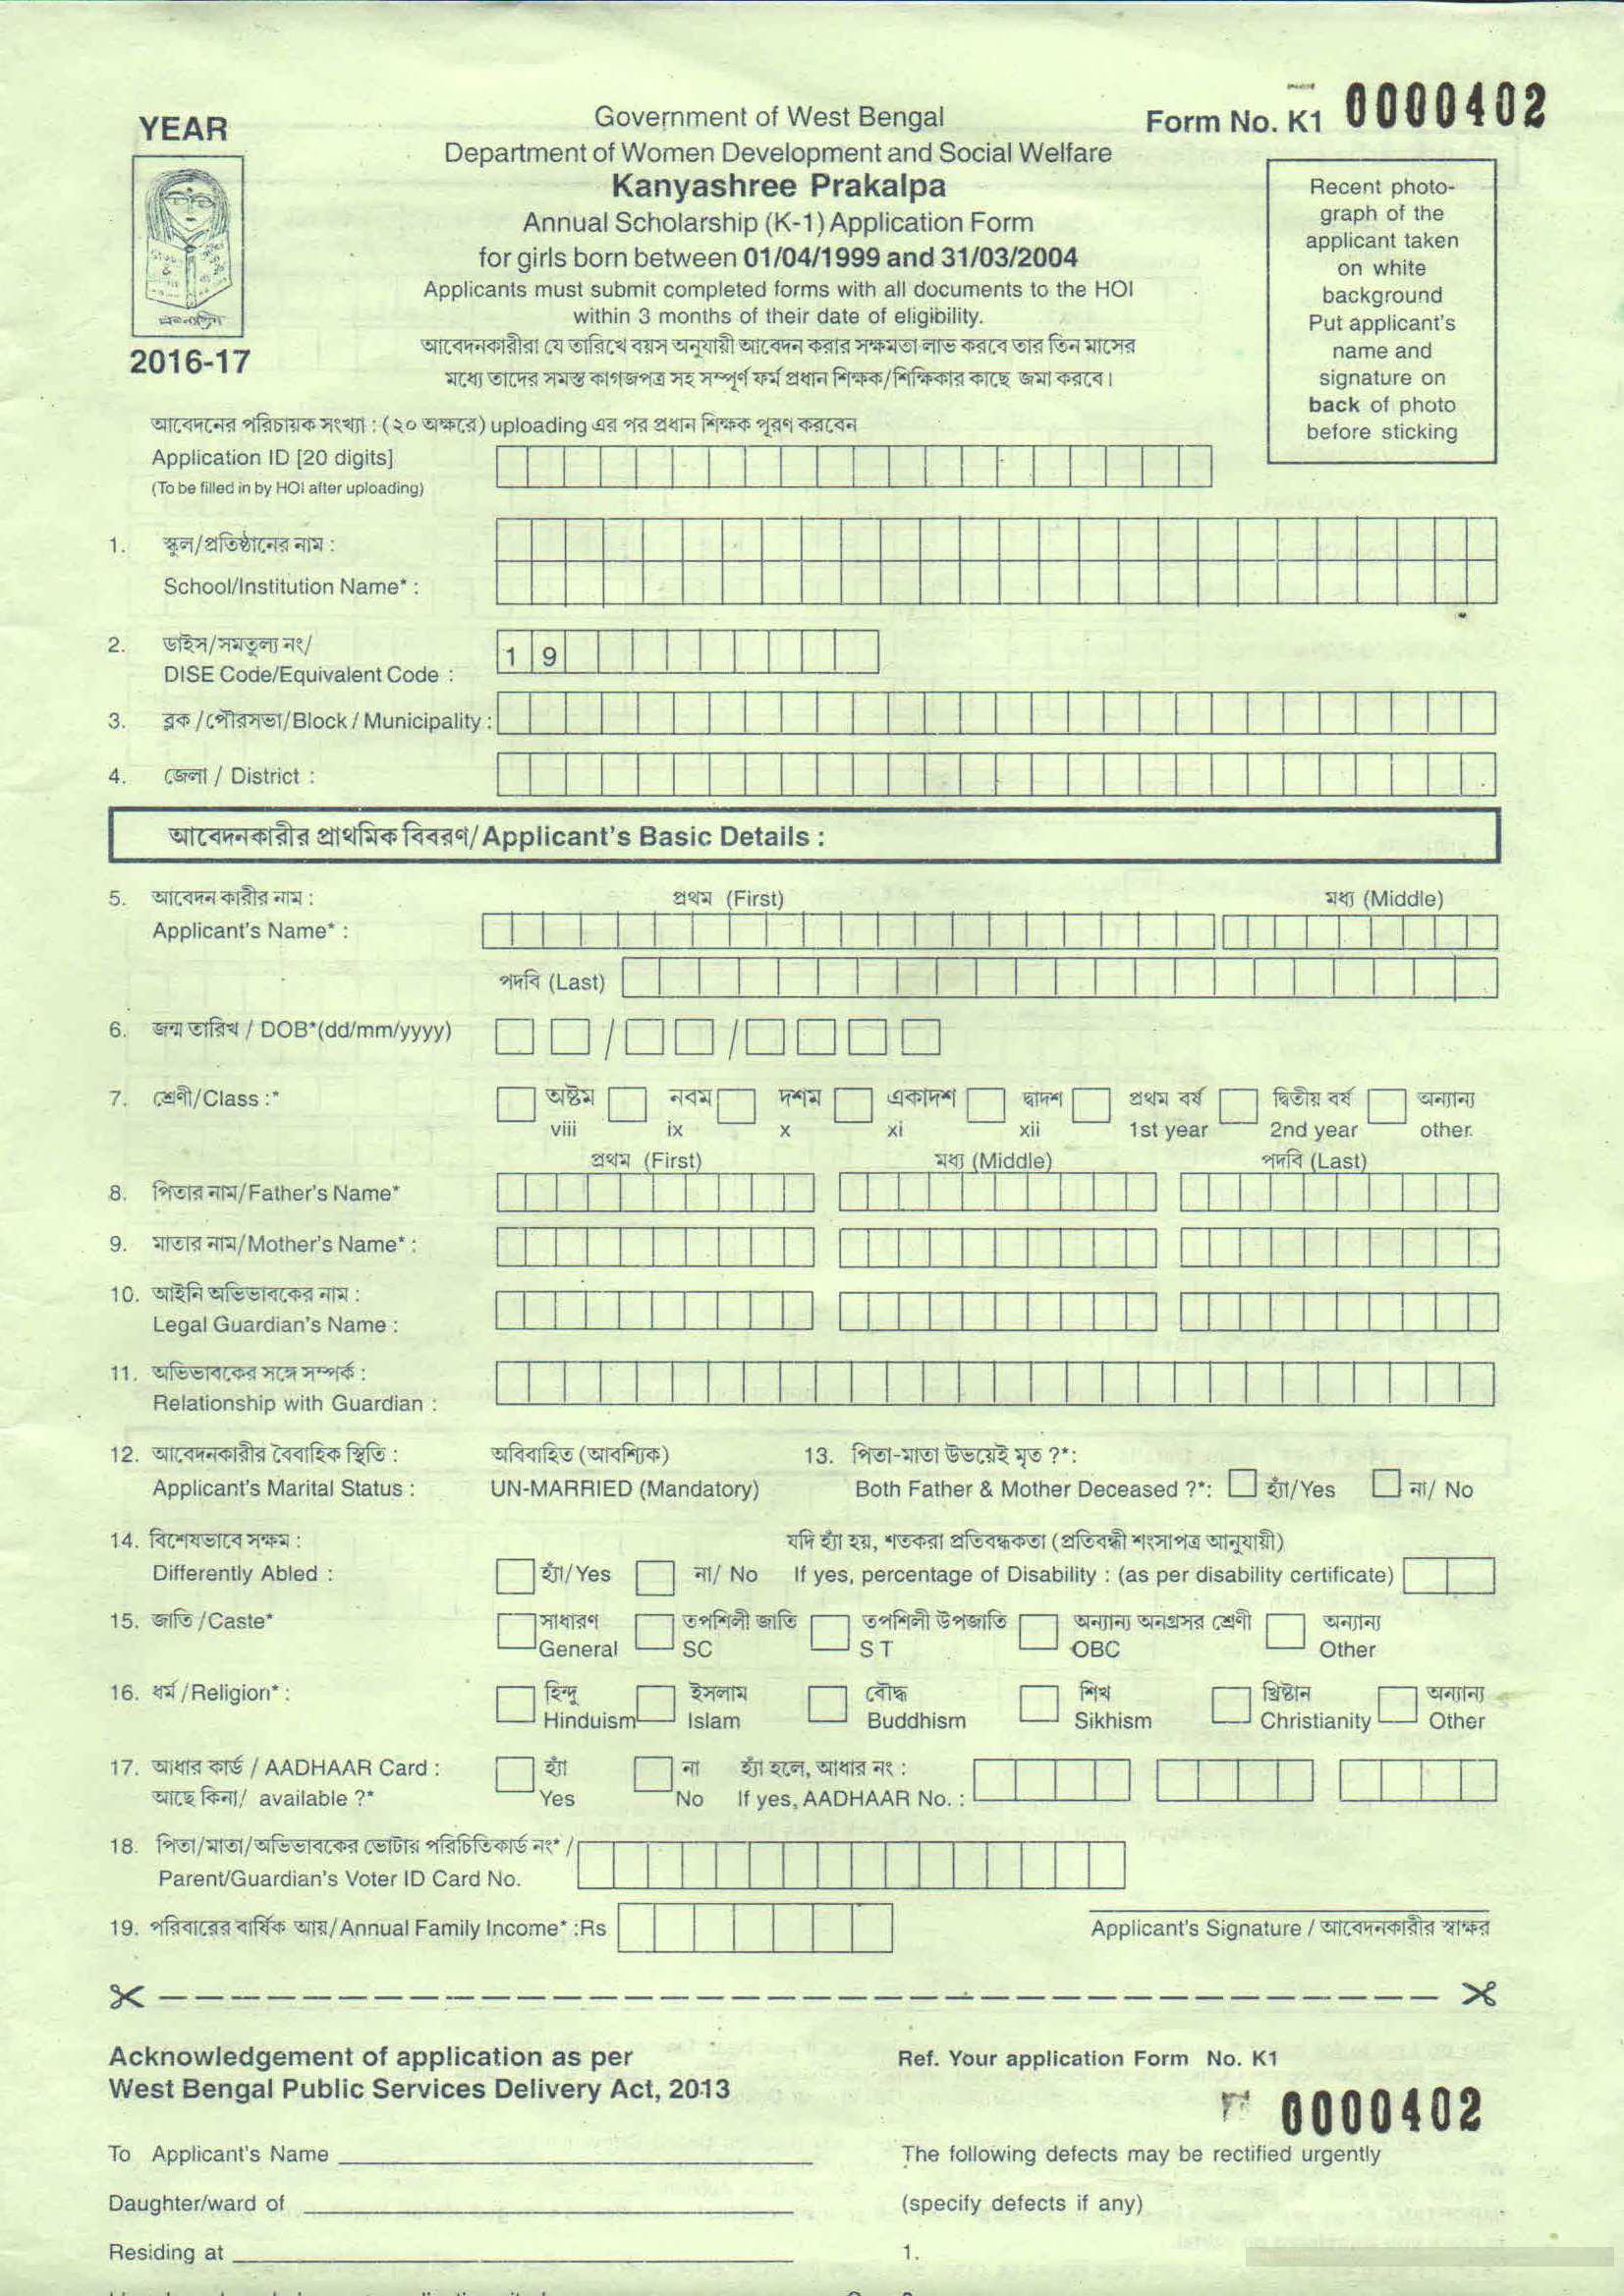 YEAR
2016-17
Government of West Bengal
Department of Women Development and Social Welfare
Kanyashree Prakalpa
Annual Scholarship (K-1) Application Form
for girls born between 01/04/1999 and 31/03/2004
Applicants must submit completed forms with all documents to the HOI
within 3 months of their date of eligibility.
আবেদনকারীরা যে তারিখে বয়স অনুযায়ী আবেদন করার সক্ষমতা লাভ করবে তার তিন মাসের
মধ্যে তাদের সমস্ত কাগজপত্র সহ সম্পূর্ণ ফর্ম প্রধান শিক্ষক/শিক্ষিকার কাছে জমা করবে।
Form No. K1 0000402
Recent photo-
graph of the
applicant taken
on white
background
Put applicant's
name and
signature on
back of photo
before sticking
আবেদনের পরিচায়ক সংখ্যা : (২০ অক্ষরে) uploading এর পর প্রধান শিক্ষক পূরণ করবেন
Application ID [20 digits]
(To be filled in by HOI after uploading)
1. স্কুল/প্রতিষ্ঠানের নাম :
School/Institution Name* :
2. ডাইস/সমতুল্য নং/
DISE Code/Equivalent Code : 1 9
3. ব্লক /পৌরসভা/Block / Municipality :
4. জেলা / District :
আবেদনকারীর প্রাথমিক বিবরণ/Applicant's Basic Details :
5. আবেদন কারীর নাম : প্রথম (First) মধ্য (Middle)
Applicant's Name* :
পদবি (Last)
6. জন্ম তারিখ / DOB*(dd/mm/yyyy) / /
7. শ্রেণী/Class :* অষ্টম নবম দশম একাদশ দ্বাদশ প্রথম বর্ষ দ্বিতীয় বর্ষ অন্যান্য
viii ix x xi xii 1st year 2nd year other.
প্রথম (First) মধ্য (Middle) পদবি (Last)
8. পিতার নাম/Father's Name*
9. মাতার নাম/Mother's Name* :
10. আইনি অভিভাবকের নাম :
Legal Guardian's Name :
11. অভিভাবকের সঙ্গে সম্পর্ক :
Relationship with Guardian :
12. আবেদনকারীর বৈবাহিক স্থিতি : অবিবাহিত (আবশ্যিক) 13. পিতা-মাতা উভয়েই মৃত ?*:
Applicant's Marital Status : UN-MARRIED (Mandatory) Both Father & Mother Deceased ?*: হ্যাঁ/Yes না/ No
14. বিশেষভাবে সক্ষম : যদি হ্যাঁ হয়, শতকরা প্রতিবন্ধকতা (প্রতিবন্ধী শংসাপত্র আনুযায়ী)
Differently Abled : হ্যাঁ/Yes না/ No If yes, percentage of Disability : (as per disability certificate)
15. জাতি /Caste* সাধারণ তপশিলী জাতি তপশিলী উপজাতি অন্যান্য অনগ্রসর শ্রেণী অন্যান্য
General SC ST OBC Other
16. ধর্ম /Religion* : হিন্দু ইসলাম বৌদ্ধ শিখ খ্রিষ্টান অন্যান্য
Hinduism Islam Buddhism Sikhism Christianity Other
17. আধার কার্ড / AADHAAR Card : হ্যাঁ না হ্যাঁ হলে, আধার নং :
আছে কিনা/ available ?* Yes No If yes, AADHAAR No. :
18. পিতা/মাতা/অভিভাবকের ভোটার পরিচিতিকার্ড নং* /
Parent/Guardian's Voter ID Card No.
19. পরিবারের বার্ষিক আয়/Annual Family Income* :Rs
Applicant's Signature / আবেদনকারীর স্বাক্ষর
Acknowledgement of application as per
West Bengal Public Services Delivery Act, 2013
Ref. Your application Form No. K1
0000402
To Applicant's Name
Daughter/ward of
Residing at
The following defects may be rectified urgently
(specify defects if any)
1.